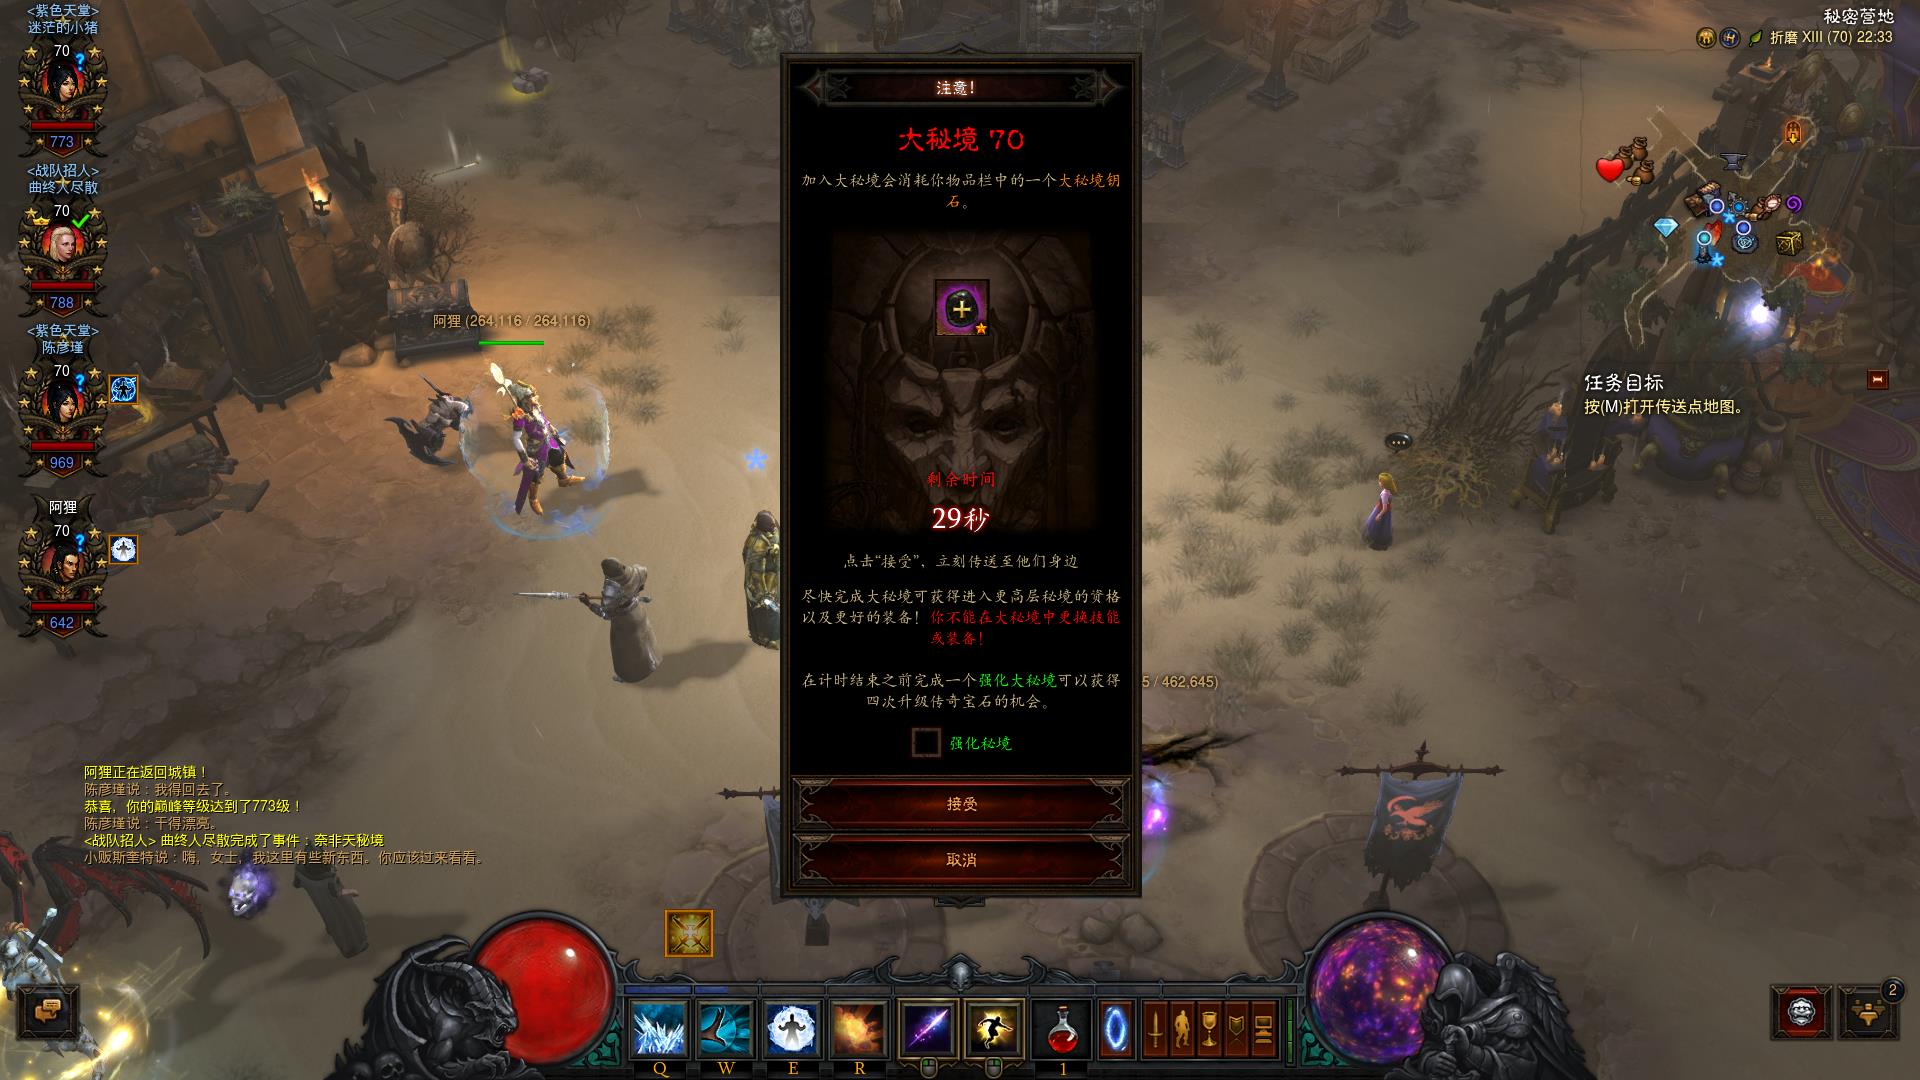 <紫色天堂>
迷茫的小猪
70
773
<战队招人>
曲终人尽散
70
788
<紫色天堂>
陈彦瑾
70
969
阿狸
70
642
秘密营地
折磨 XIII (70) 22:33
任务目标
按(M)打开传送点地图。
阿狸 (264,116 / 264,116)
注意!
大秘境 70
加入大秘境会消耗你物品栏中的一个大秘境钥
石。
剩余时间
29秒
点击“接受”，立刻传送至他们身边
尽快完成大秘境可获得进入更高层秘境的资格
以及更好的装备！你不能在大秘境中更换技能
或装备！
在计时结束之前完成一个强化大秘境可以获得
四次升级传奇宝石的机会。
强化秘境
接受
取消
5 / 462,645)
阿狸正在返回城镇！
陈彦瑾说：我得回去了。
恭喜，你的巅峰等级达到了773级！
陈彦瑾说：干得漂亮。
<战队招人> 曲终人尽散完成了事件：奈非天秘境
小贩斯奎特说：嗨，女士，我这里有些新东西。你应该过来看看。
Q W E R 1
2